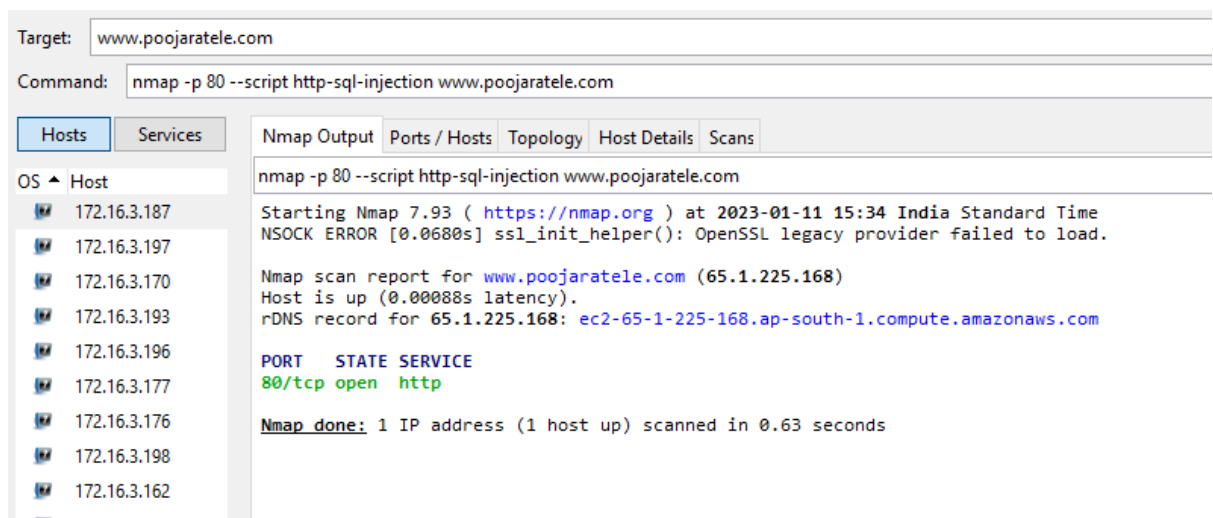 Target: www.poojaratele.com
Command: nmap -p 80 --script http-sql-injection www.poojaratele.com
Hosts Services
OS Host
172.16.3.187
172.16.3.197
172.16.3.170
172.16.3.193
172.16.3.196
172.16.3.177
172.16.3.176
172.16.3.198
172.16.3.162
Nmap Output Ports / Hosts Topology Host Details Scans
nmap -p 80 --script http-sql-injection www.poojaratele.com
Starting Nmap 7.93 ( https://nmap.org ) at 2023-01-11 15:34 India Standard Time
NSOCK ERROR [0.0680s] ssl_init_helper(): OpenSSL legacy provider failed to load.
Nmap scan report for www.poojaratele.com (65.1.225.168)
Host is up (0.00088s latency).
rDNS record for 65.1.225.168: ec2-65-1-225-168.ap-south-1.compute.amazonaws.com
PORT STATE SERVICE
80/tcp open http
Nmap done: 1 IP address (1 host up) scanned in 0.63 seconds